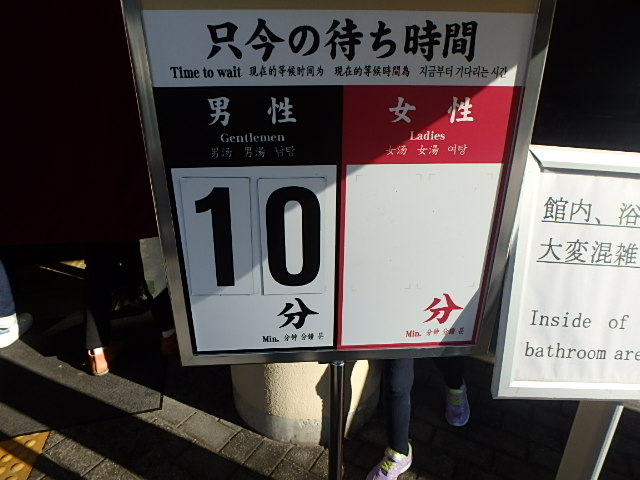 只今の待ち時間
Time to wait 現在的等候时间为 現在的等候時間為 지금부터 기다리는 시간
男性
Gentlemen
男汤 男湯 남탕
10
分
Min. 分钟 分鐘 분
女性
Ladies
女汤 女湯 여탕
分
Min. 分钟 分鐘 분
館内、浴
大変混雑
Inside of
bathroom are